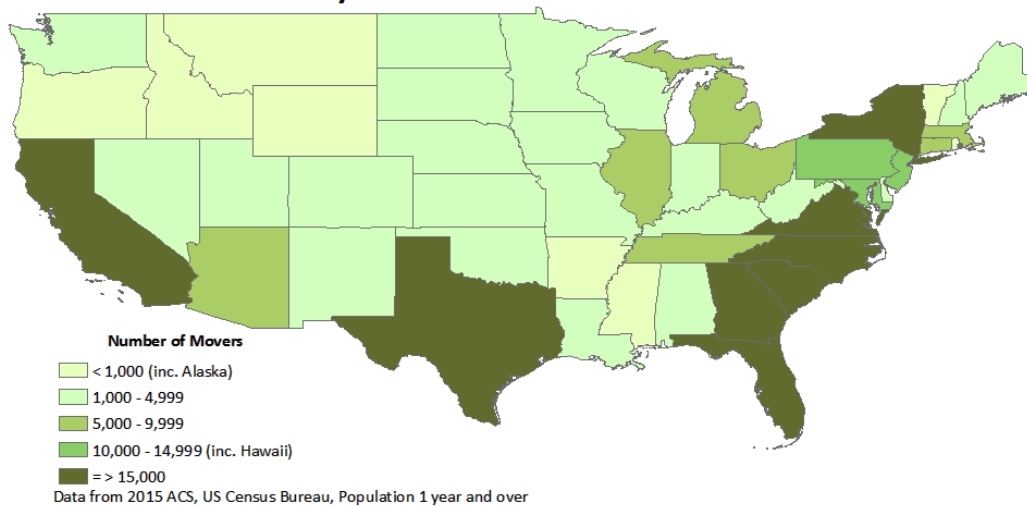 Number of Movers
< 1,000 (inc. Alaska)
1,000 - 4,999
5,000 - 9,999
10,000 - 14,999 (inc. Hawaii)
= > 15,000
Data from 2015 ACS, US Census Bureau, Population 1 year and over